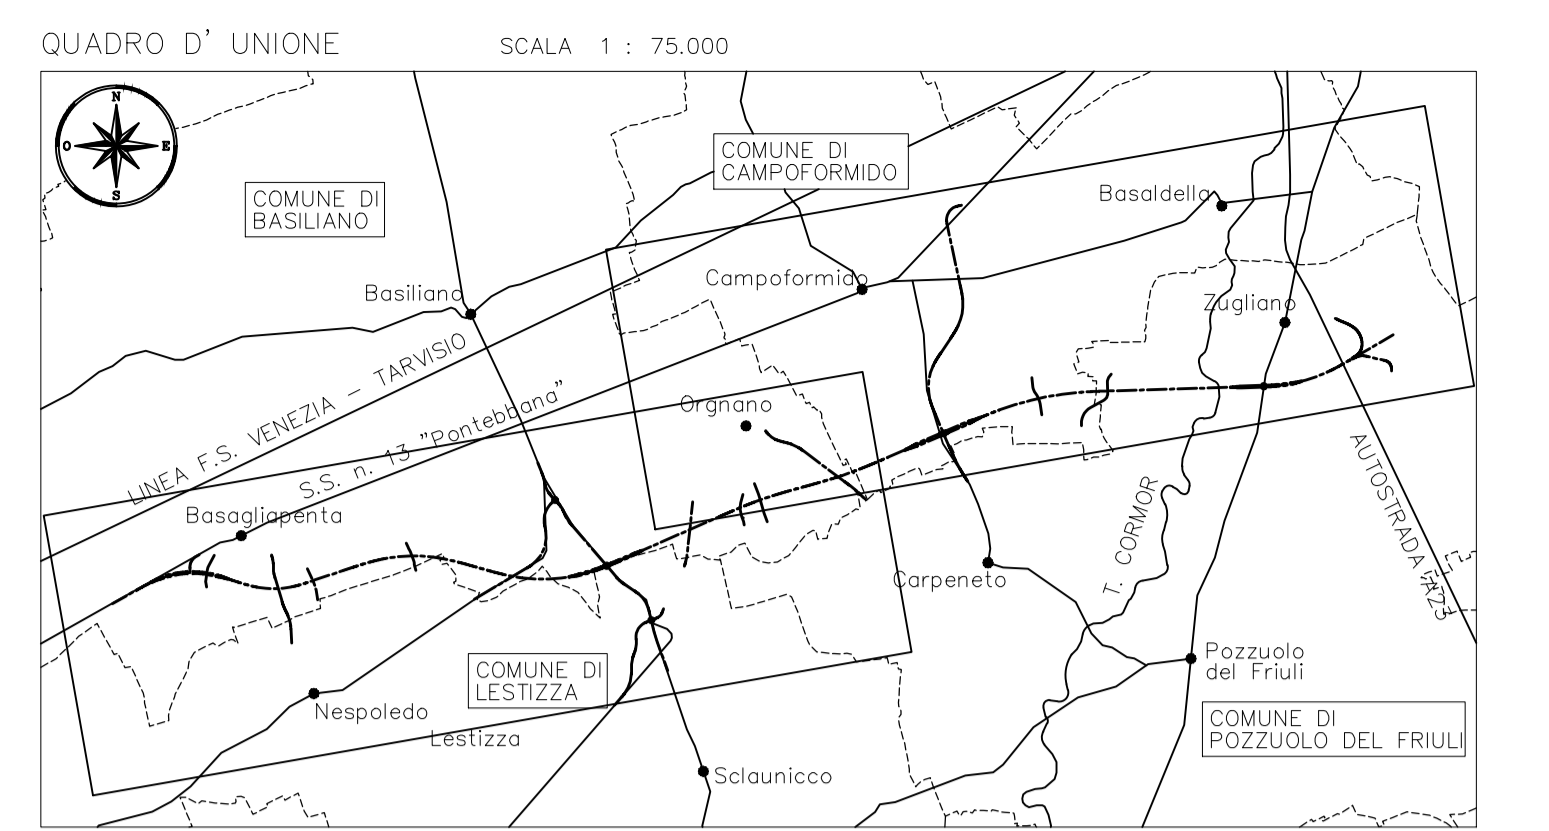 QUADRO D' UNIONE
SCALA 1 : 75.000
N
O
E
S
COMUNE DI
BASILIANO
COMUNE DI
CAMPOFORMIDO
Basaldella
Campoformido
Basiliano
Zugliano
LINEA F.S. VENEZIA - TARVISIO
S.S. n. 13 "Pontebbana"
Orgnano
Basagliapenta
T. CORMOR
AUTOSTRADA A23
Carpeneto
COMUNE DI
LESTIZZA
Pozzuolo
del Friuli
Nespoledo
Lestizza
COMUNE DI
POZZUOLO DEL FRIULI
Sclaunicco